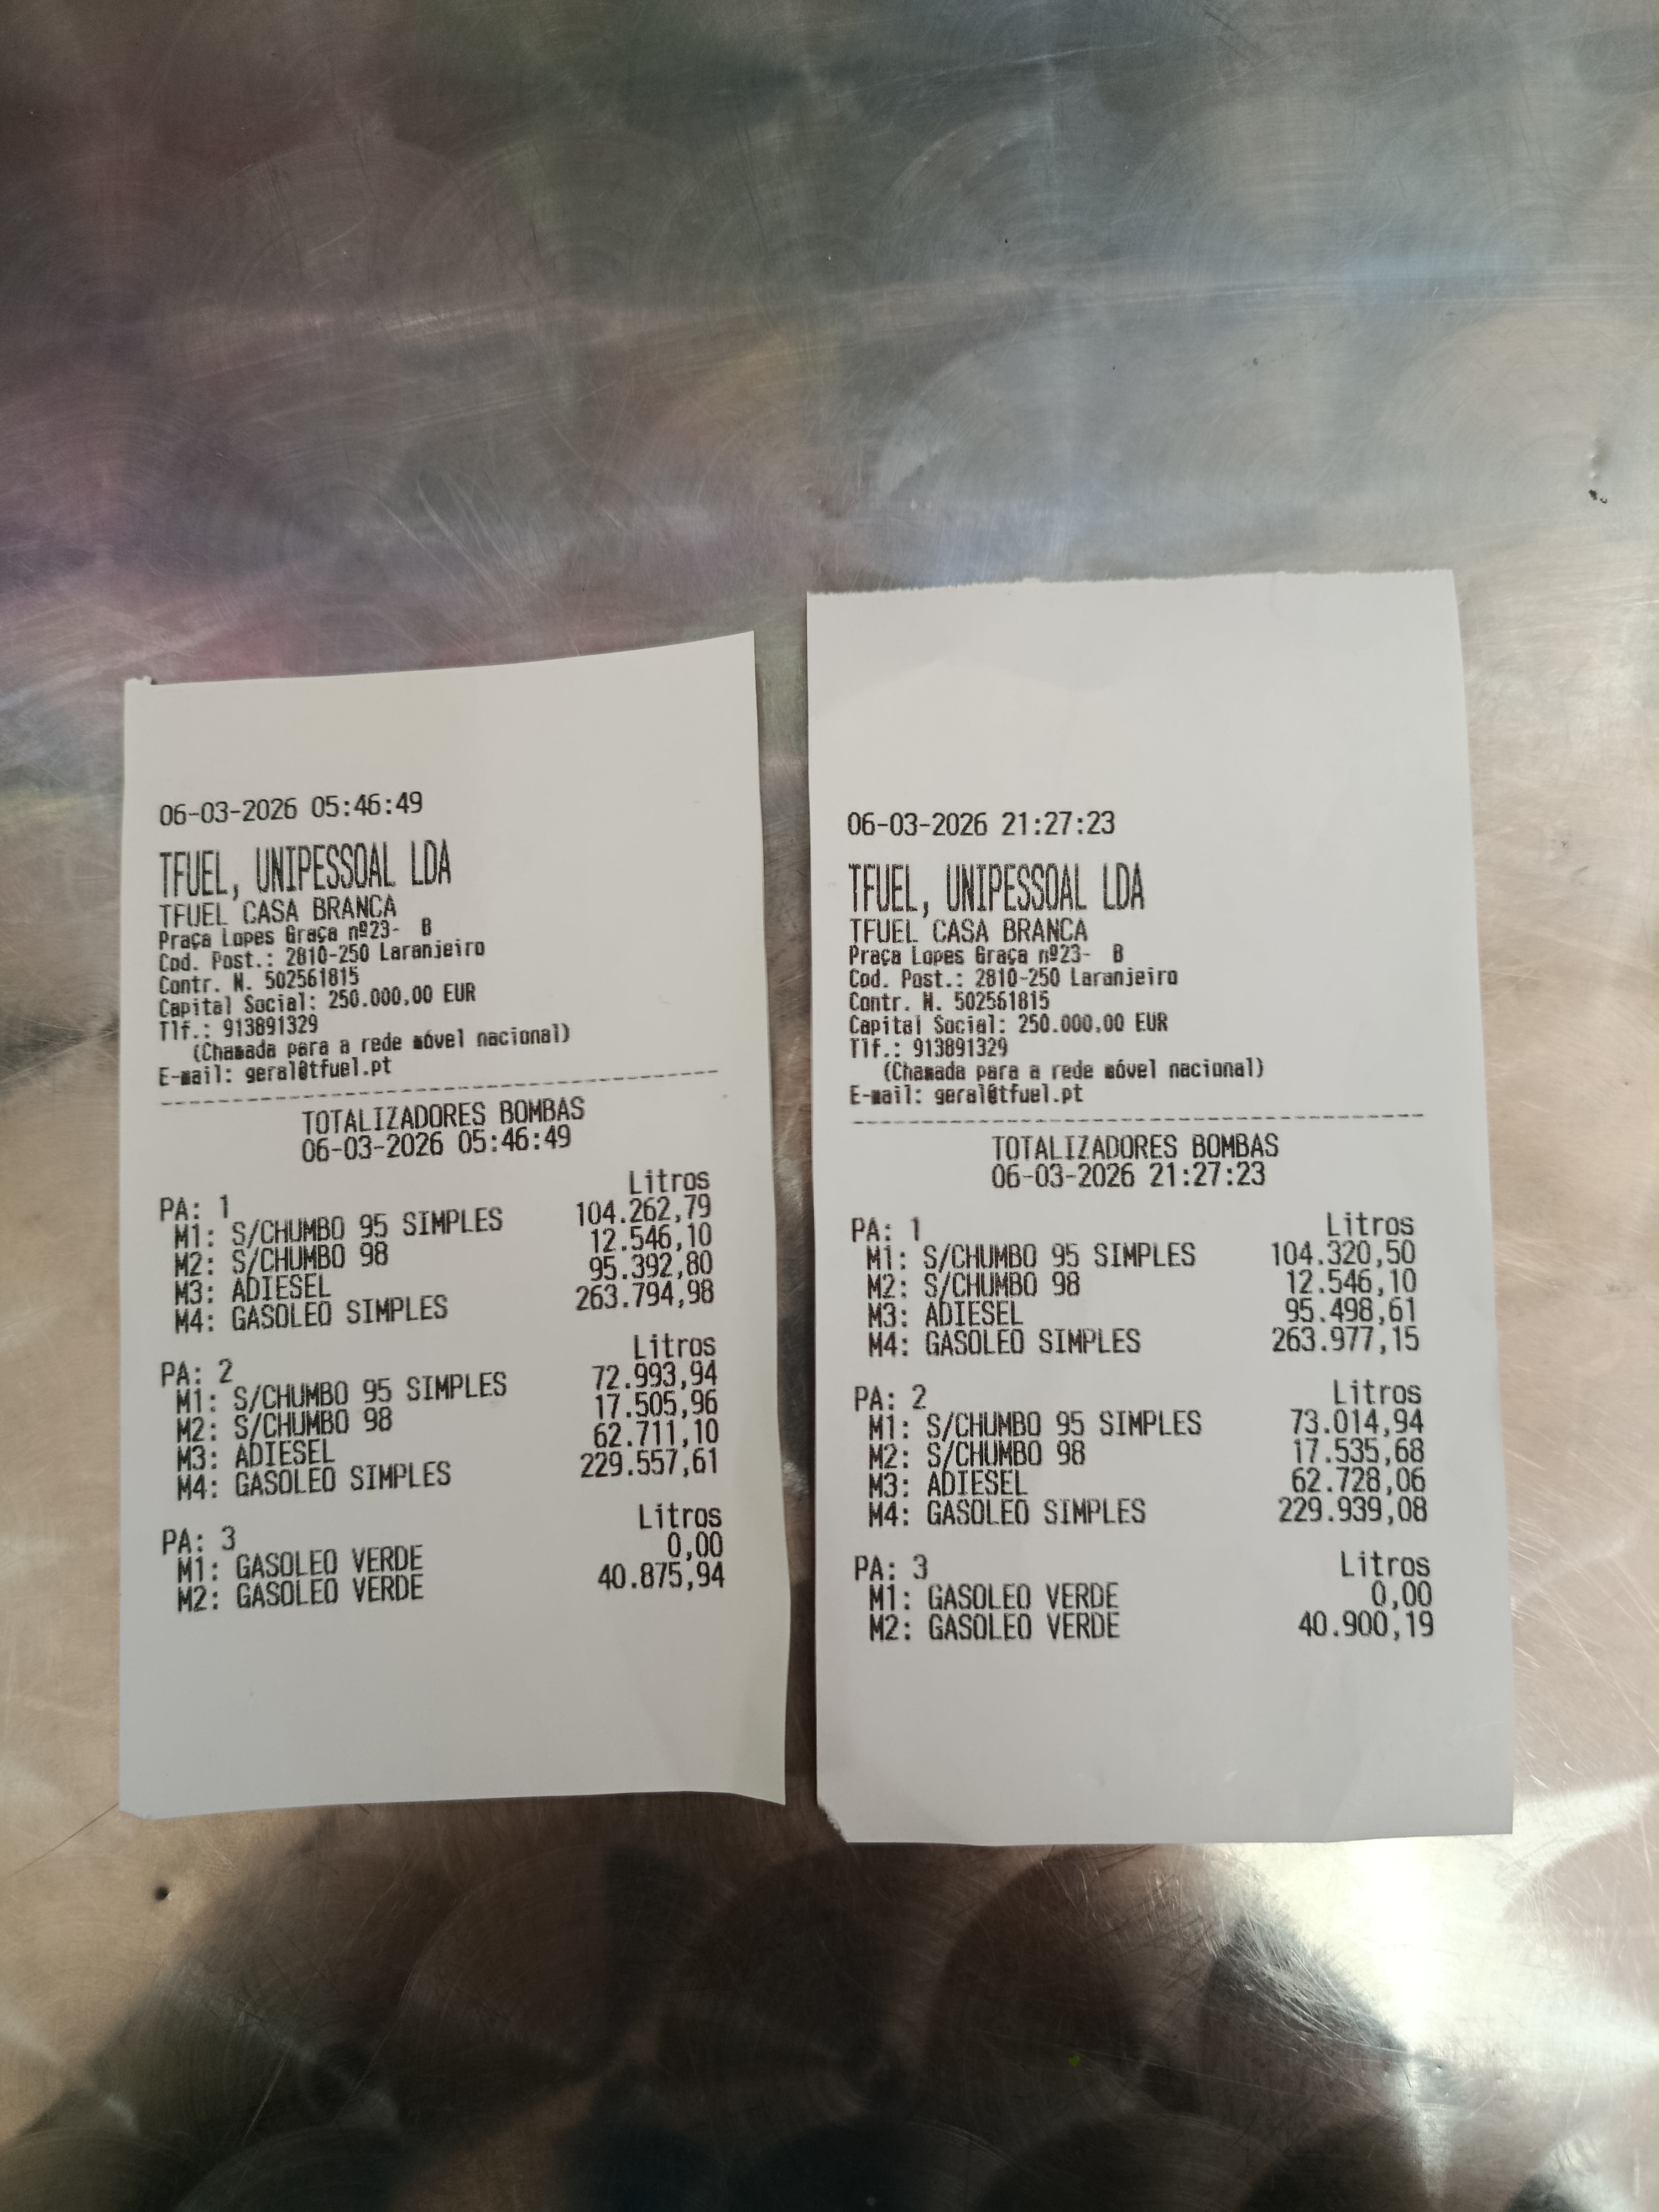 06-03-2026 05:46:49
TFUEL, UNIPESSOAL LDA
TFUEL CASA BRANCA
Praça Lopes Graça nº23-  B
Cod. Post.: 2810-250 Laranjeiro
Contr. N. 502561815
Capital Social: 250.000,00 EUR
Tlf.: 913891329
(Chamada para a rede móvel nacional)
E-mail: geral@tfuel.pt
TOTALIZADORES BOMBAS
06-03-2026 05:46:49
PA: 1 Litros
M1: S/CHUMBO 95 SIMPLES 104.262,79
M2: S/CHUMBO 98 12.546,10
M3: ADIESEL 95.392,80
M4: GASOLEO SIMPLES 263.794,98
PA: 2 Litros
M1: S/CHUMBO 95 SIMPLES 72.993,94
M2: S/CHUMBO 98 17.505,96
M3: ADIESEL 62.711,10
M4: GASOLEO SIMPLES 229.557,61
PA: 3 Litros
M1: GASOLEO VERDE 0,00
M2: GASOLEO VERDE 40.875,94
06-03-2026 21:27:23
TFUEL, UNIPESSOAL LDA
TFUEL CASA BRANCA
Praça Lopes Graça nº23-  B
Cod. Post.: 2810-250 Laranjeiro
Contr. N. 502561815
Capital Social: 250.000,00 EUR
Tlf.: 913891329
(Chamada para a rede móvel nacional)
E-mail: geral@tfuel.pt
TOTALIZADORES BOMBAS
06-03-2026 21:27:23
PA: 1 Litros
M1: S/CHUMBO 95 SIMPLES 104.320,50
M2: S/CHUMBO 98 12.546,10
M3: ADIESEL 95.498,61
M4: GASOLEO SIMPLES 263.977,15
PA: 2 Litros
M1: S/CHUMBO 95 SIMPLES 73.014,94
M2: S/CHUMBO 98 17.535,68
M3: ADIESEL 62.728,06
M4: GASOLEO SIMPLES 229.939,08
PA: 3 Litros
M1: GASOLEO VERDE 0,00
M2: GASOLEO VERDE 40.900,19